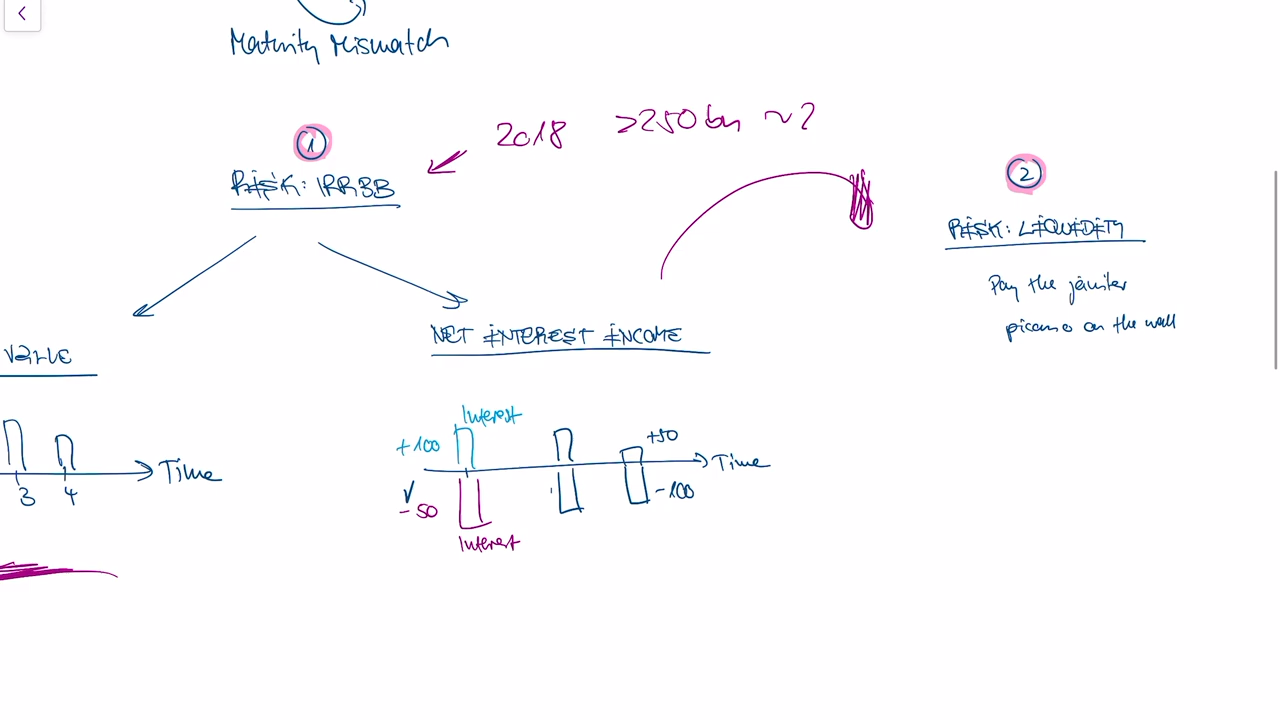 Maturity Mismatch
1
2018 >250 bn ~?
RISK: IRRBB
2
RISK: LIQUIDITY
Pay the janitor
picasso on the wall
NET INTEREST INCOME
VALUE
Interest
+100
+50
Time
Time
3 4
-50
-100
Interest